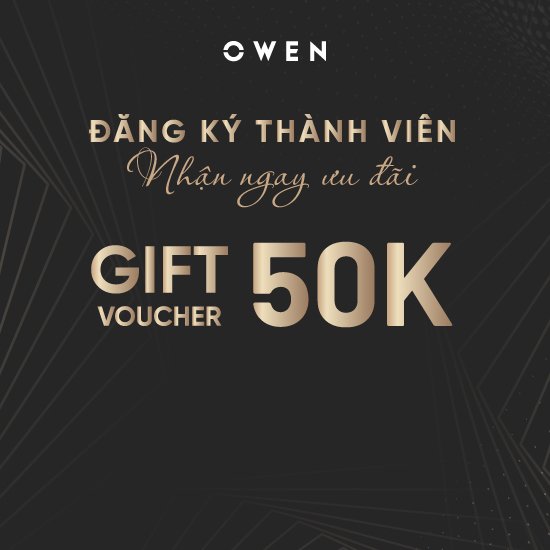 OWEN
ĐĂNG KÝ THÀNH VIÊN
Nhận ngay ưu đãi
GIFT VOUCHER 50K